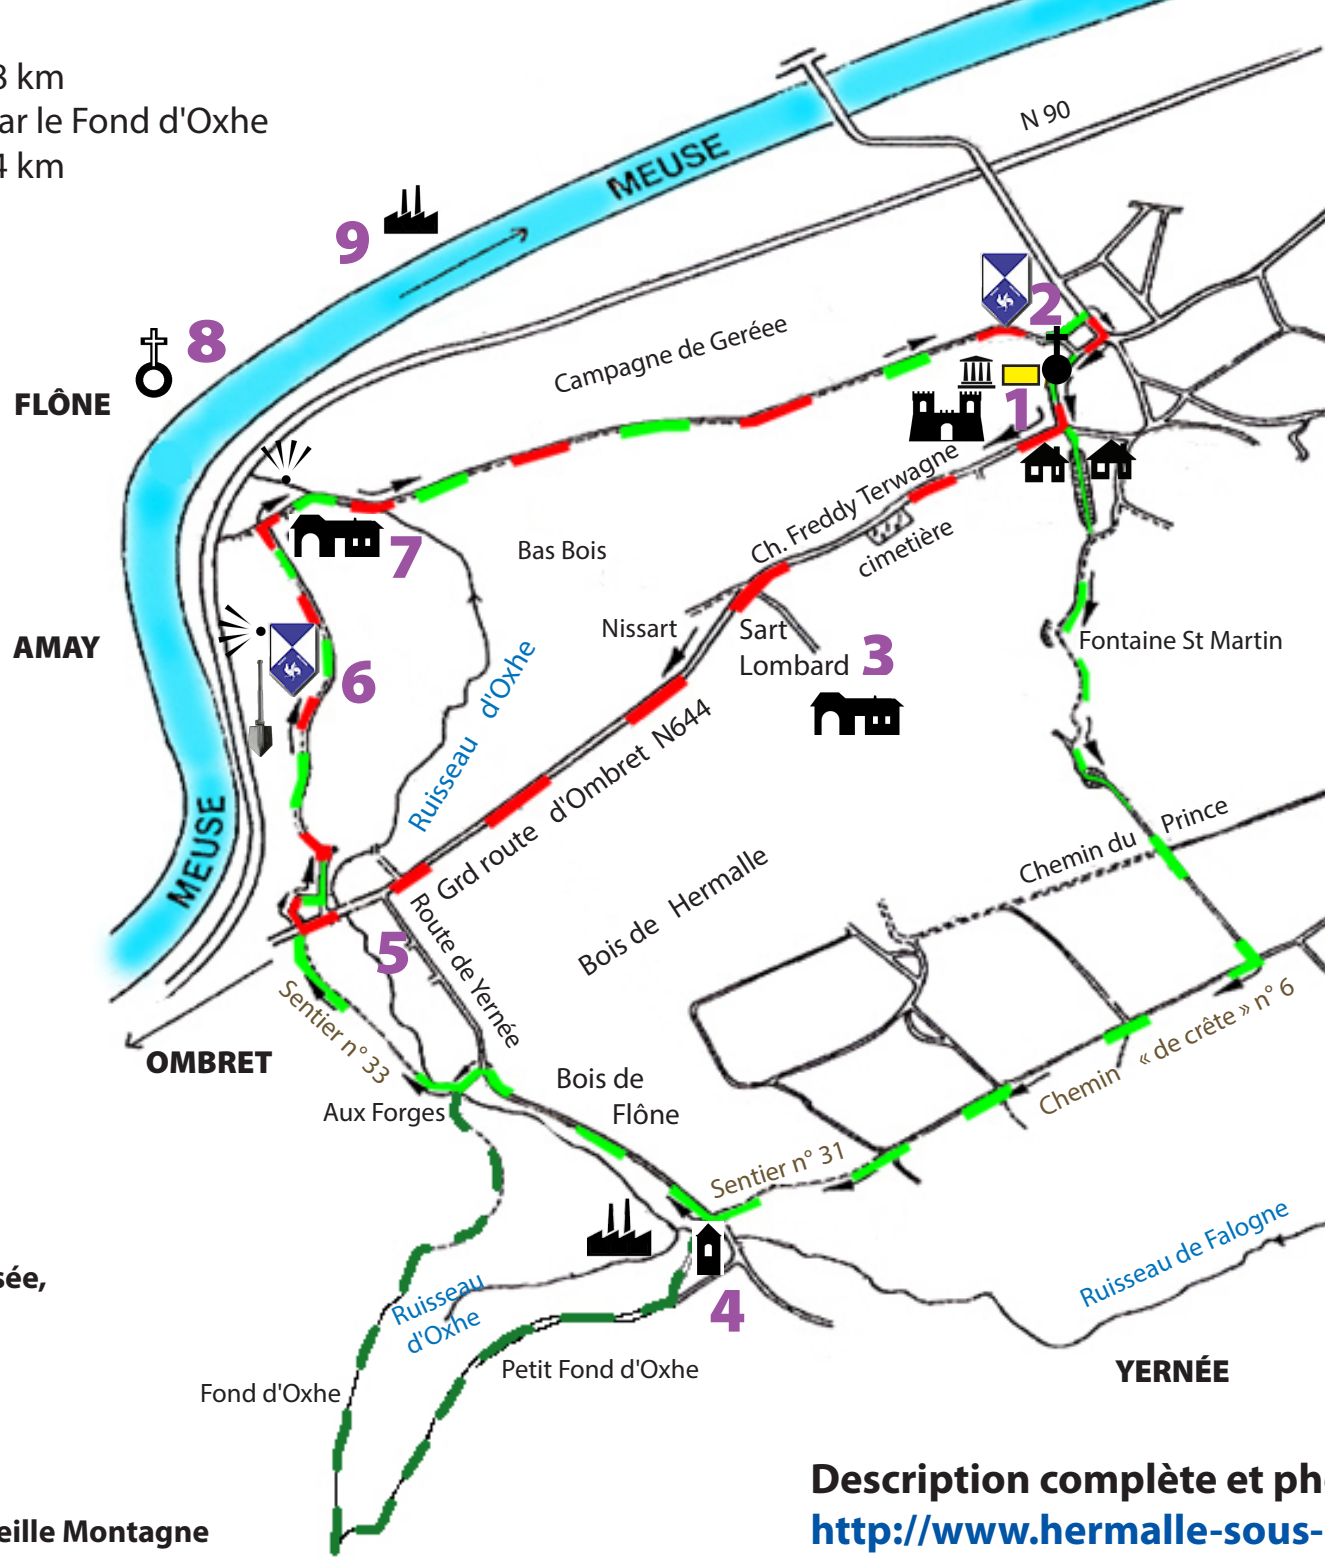 3 km
ar le Fond d'Oxhe
4 km
N 90
MEUSE
9
8
2
FLÔNE
Campagne de Geréee
1
Ch. Freddy Terwagne
cimetière
7
Bas Bois
Nissart
Sart
Lombard
3
Fontaine St Martin
AMAY
6
Ruisseau d'Oxhe
Grd route d'Ombret N644
MEUSE
Chemin du Prince
Bois de Hermalle
5
Route de Yernée
Sentier n° 33
OMBRET
Chemin « de crête » n° 6
Aux Forges
Bois de
Flône
Sentier n° 31
Ruisseau de Falogne
sée,
Ruisseau
d'Oxhe
4
Petit Fond d'Oxhe
YERNÉE
Fond d'Oxhe
Description complète et ph
http://www.hermalle-sous-
eille Montagne